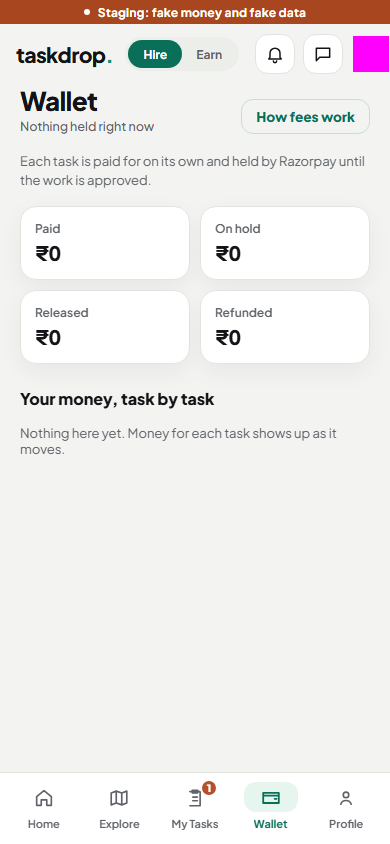 Staging: fake money and fake data
taskdrop.
Hire
Earn
Wallet
Nothing held right now
How fees work
Each task is paid for on its own and held by Razorpay until
the work is approved.
Paid
₹0
On hold
₹0
Released
₹0
Refunded
₹0
Your money, task by task
Nothing here yet. Money for each task shows up as it
moves.
1
Home
Explore
My Tasks
Wallet
Profile